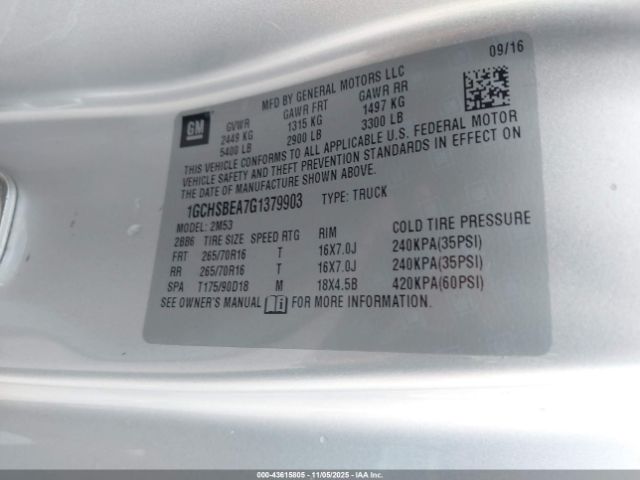 09/16
MFD BY GENERAL MOTORS LLC
GM
GVWR GAWR FRT GAWR RR
2449 KG 1315 KG 1497 KG
5400 LB 2900 LB 3300 LB
THIS VEHICLE CONFORMS TO ALL APPLICABLE U.S. FEDERAL MOTOR
VEHICLE SAFETY AND THEFT PREVENTION STANDARDS IN EFFECT ON
THE DATE OF MANUFACTURE SHOWN ABOVE.
1GCHSBEA7G1379903 TYPE: TRUCK
MODEL: 2M53
2BB6 TIRE SIZE SPEED RTG RIM COLD TIRE PRESSURE
FRT 265/70R16 T 16X7.0J 240KPA(35PSI)
RR 265/70R16 T 16X7.0J 240KPA(35PSI)
SPA T175/90D18 M 18X4.5B 420KPA(60PSI)
SEE OWNER'S MANUAL FOR MORE INFORMATION.
000-43615805 - 11/05/2025 - IAAI.com